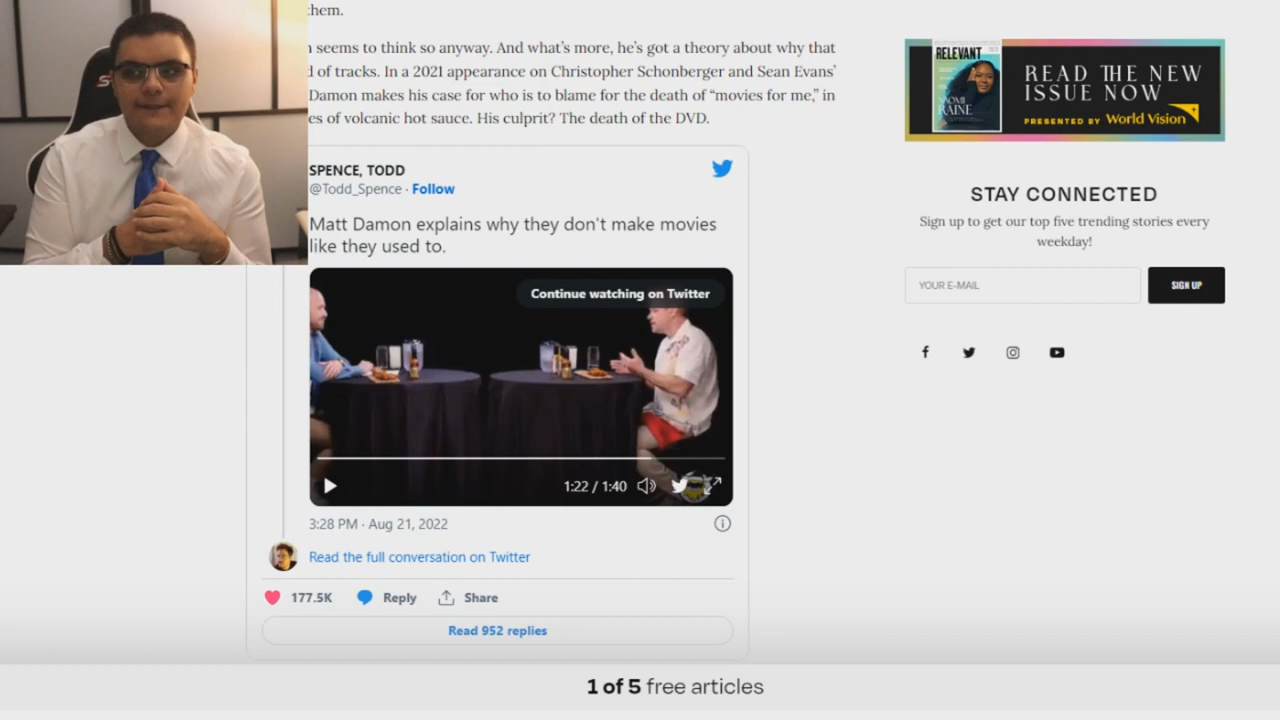 them.
seems to think so anyway. And what's more, he's got a theory about why that
of tracks. In a 2021 appearance on Christopher Schonberger and Sean Evans'
Damon makes his case for who is to blame for the death of "movies for me," in
es of volcanic hot sauce. His culprit? The death of the DVD.
SPENCE, TODD
@Todd_Spence · Follow
Matt Damon explains why they don't make movies
like they used to.
Continue watching on Twitter
1:22 / 1:40
3:28 PM · Aug 21, 2022
Read the full conversation on Twitter
177.5K Reply Share
Read 952 replies
1 of 5 free articles
RELEVANT
NAOMI
RAINE
READ THE NEW
ISSUE NOW
PRESENTED BY World Vision
STAY CONNECTED
Sign up to get our top five trending stories every
weekday!
YOUR E-MAIL
SIGN UP